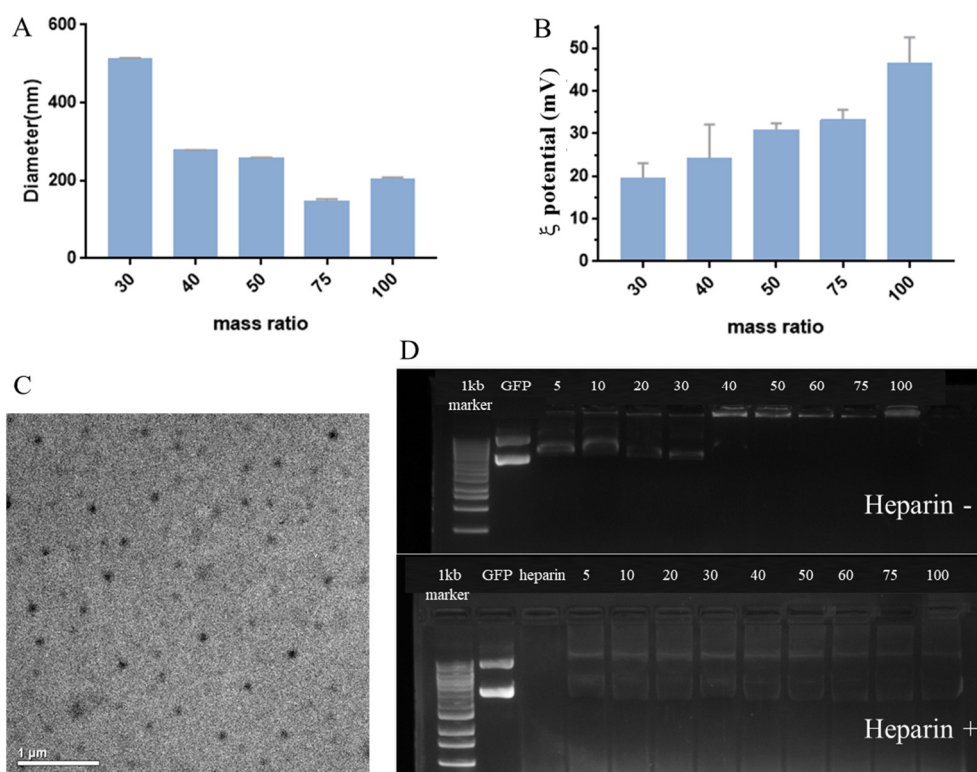 A
600
400
200
0
Diameter(nm)
30 40 50 75 100
mass ratio
B
50
40
30
20
10
0
ξ potential (mV)
30 40 50 75 100
mass ratio
C
1 µm
D
1kb GFP 5 10 20 30 40 50 60 75 100
marker
Heparin -
1kb GFP heparin 5 10 20 30 40 50 60 75 100
marker
Heparin +